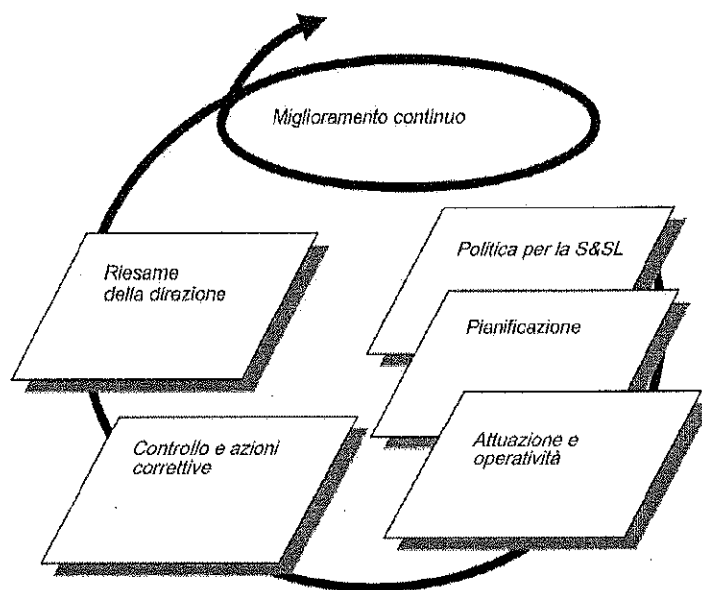 Miglioramento continuo
Politica per la S&SL
Pianificazione
Attuazione e
operatività
Controllo e azioni
correttive
Riesame
della direzione